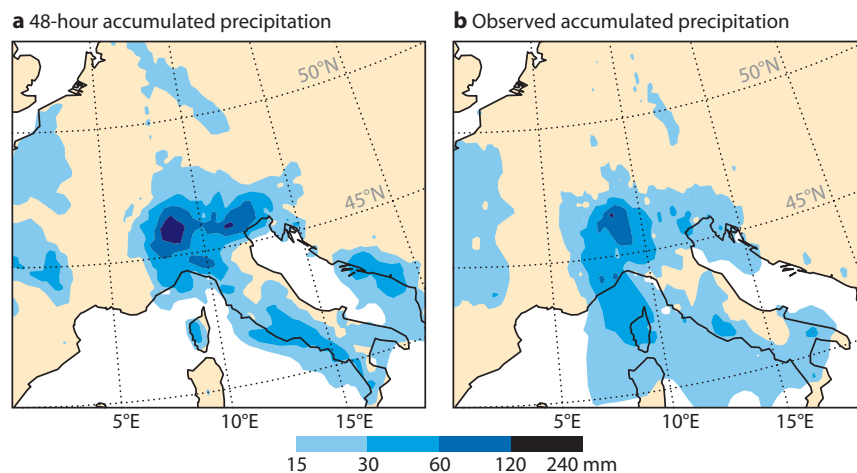 a 48-hour accumulated precipitation
b Observed accumulated precipitation
50°N
45°N
50°N
45°N
5°E 10°E 15°E
5°E 10°E 15°E
15 30 60 120 240 mm